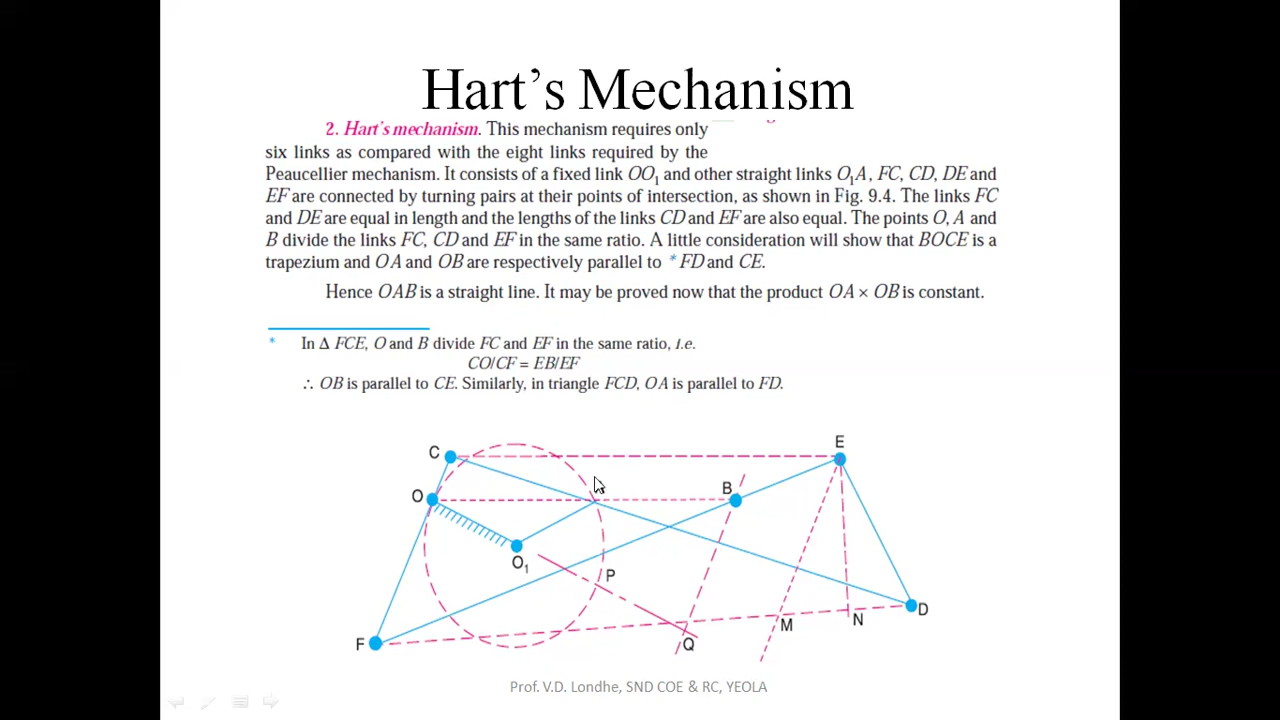 Hart's Mechanism
2. Hart's mechanism. This mechanism requires only
six links as compared with the eight links required by the
Peaucellier mechanism. It consists of a fixed link OO₁ and other straight links O₁A, FC, CD, DE and
EF are connected by turning pairs at their points of intersection, as shown in Fig. 9.4. The links FC
and DE are equal in length and the lengths of the links CD and EF are also equal. The points O, A and
B divide the links FC, CD and EF in the same ratio. A little consideration will show that BOCE is a
trapezium and OA and OB are respectively parallel to * FD and CE.
Hence OAB is a straight line. It may be proved now that the product OA × OB is constant.
* In Δ FCE, O and B divide FC and EF in the same ratio, i.e.
CO/CF = EB/EF
∴ OB is parallel to CE. Similarly, in triangle FCD, OA is parallel to FD.
E
C
B
O
O₁
P
D
N
M
F
Q
Prof. V.D. Londhe, SND COE & RC, YEOLA